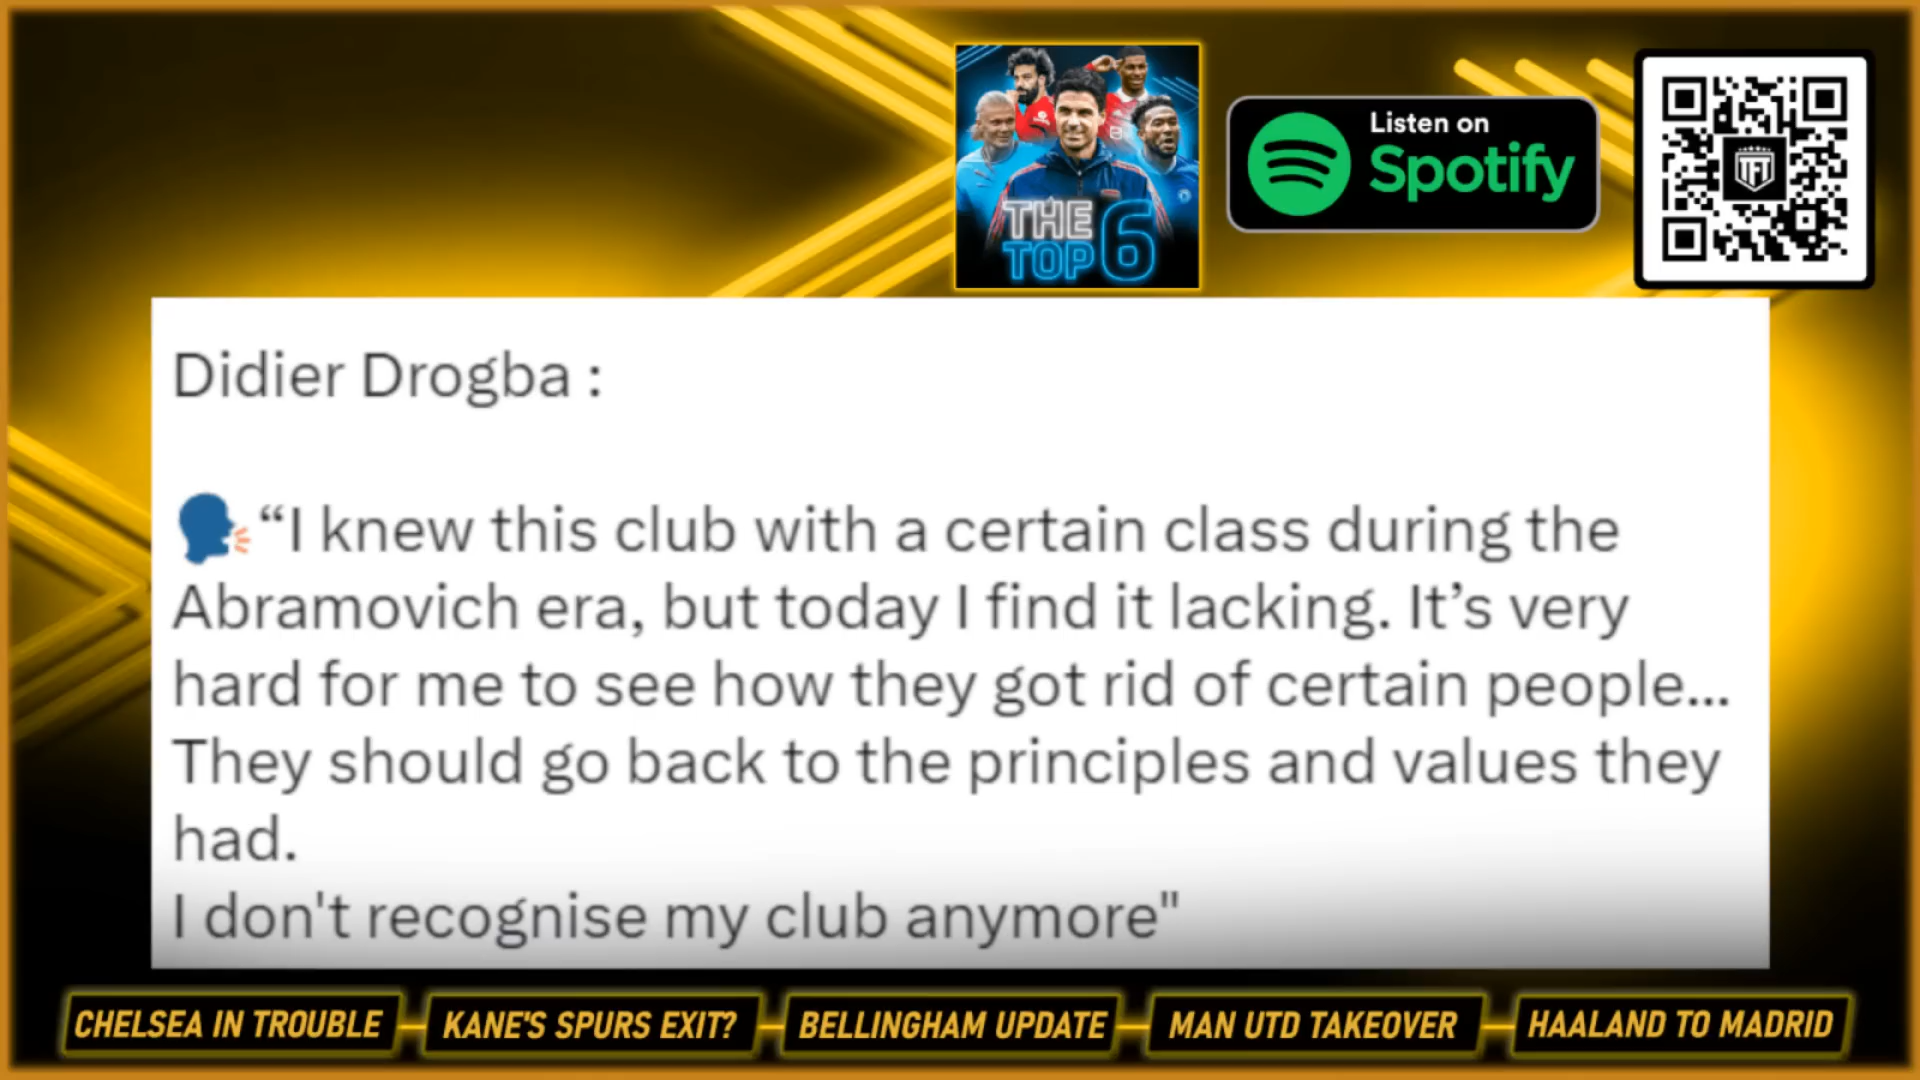 THE
TOP 6
Listen on
Spotify
TFT
Didier Drogba :
“I knew this club with a certain class during the
Abramovich era, but today I find it lacking. It’s very
hard for me to see how they got rid of certain people...
They should go back to the principles and values they
had.
I don't recognise my club anymore"
CHELSEA IN TROUBLE
KANE'S SPURS EXIT?
BELLINGHAM UPDATE
MAN UTD TAKEOVER
HAALAND TO MADRID